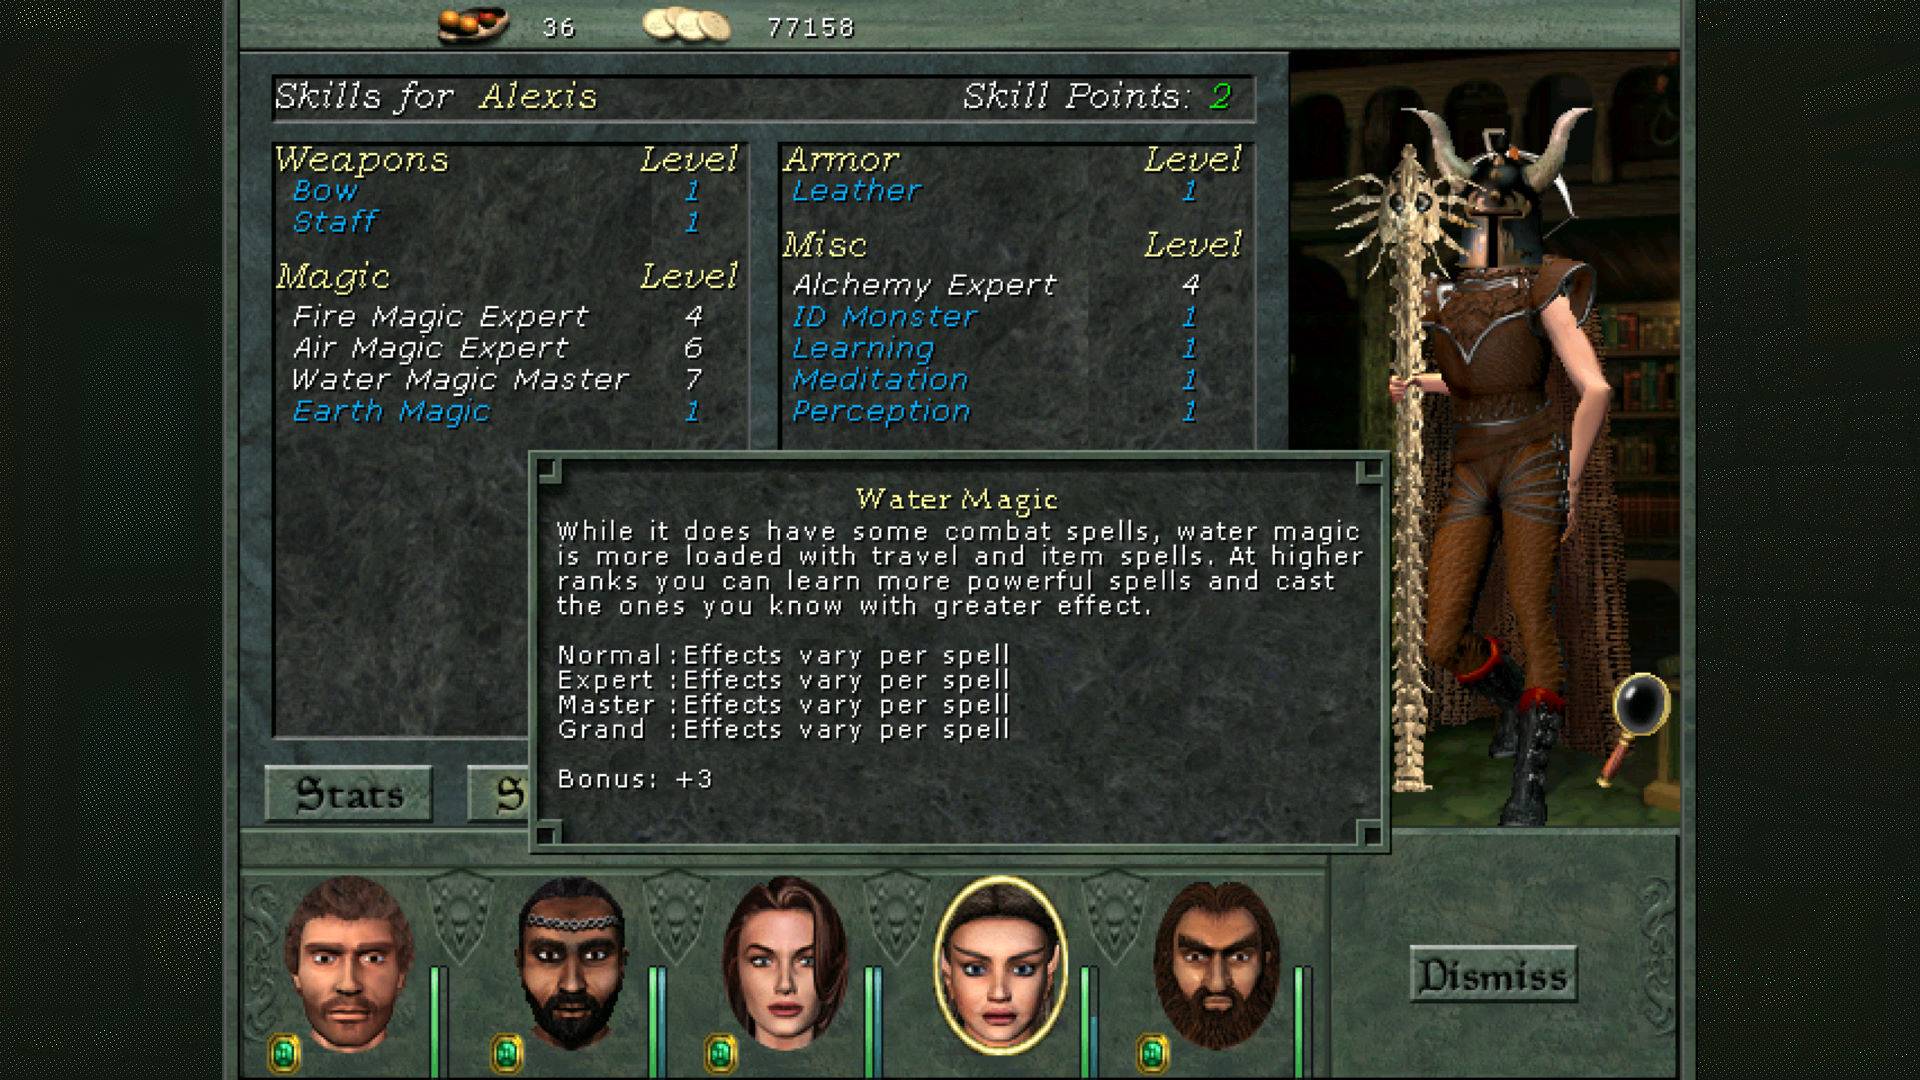 36 77158
Skills for Alexis Skill Points: 2
Weapons Level
Bow 1
Staff 1
Magic Level
Fire Magic Expert 4
Air Magic Expert 6
Water Magic Master 7
Earth Magic 1
Armor Level
Leather 1
Misc Level
Alchemy Expert 4
ID Monster 1
Learning 1
Meditation 1
Perception 1
Water Magic
While it does have some combat spells, water magic
is more loaded with travel and item spells. At higher
ranks you can learn more powerful spells and cast
the ones you know with greater effect.
Normal :Effects vary per spell
Expert :Effects vary per spell
Master :Effects vary per spell
Grand :Effects vary per spell
Bonus: +3
Stats S
Dismiss